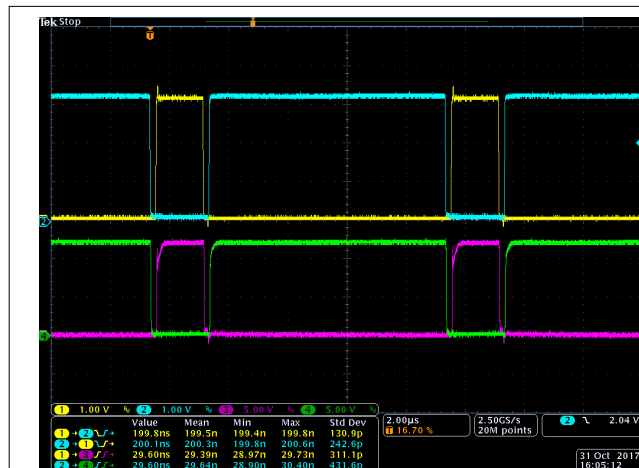 Tek Stop
T
2
4
1 1.00 V 2 1.00 V 3 5.00 V 4 5.00 V
2.00µs
T 16.70 %
2.50GS/s
20M points
2 2.04 V
Value Mean Min Max Std Dev
1 → 2 199.8ns 199.5n 199.4n 199.8n 130.9p
2 → 1 200.1ns 200.3n 199.8n 200.6n 242.6p
1 → 3 29.60ns 29.39n 28.97n 29.73n 311.1p
2 → 4 29.60ns 29.64n 28.90n 30.40n 431.6p
31 Oct 2017
16:05:12